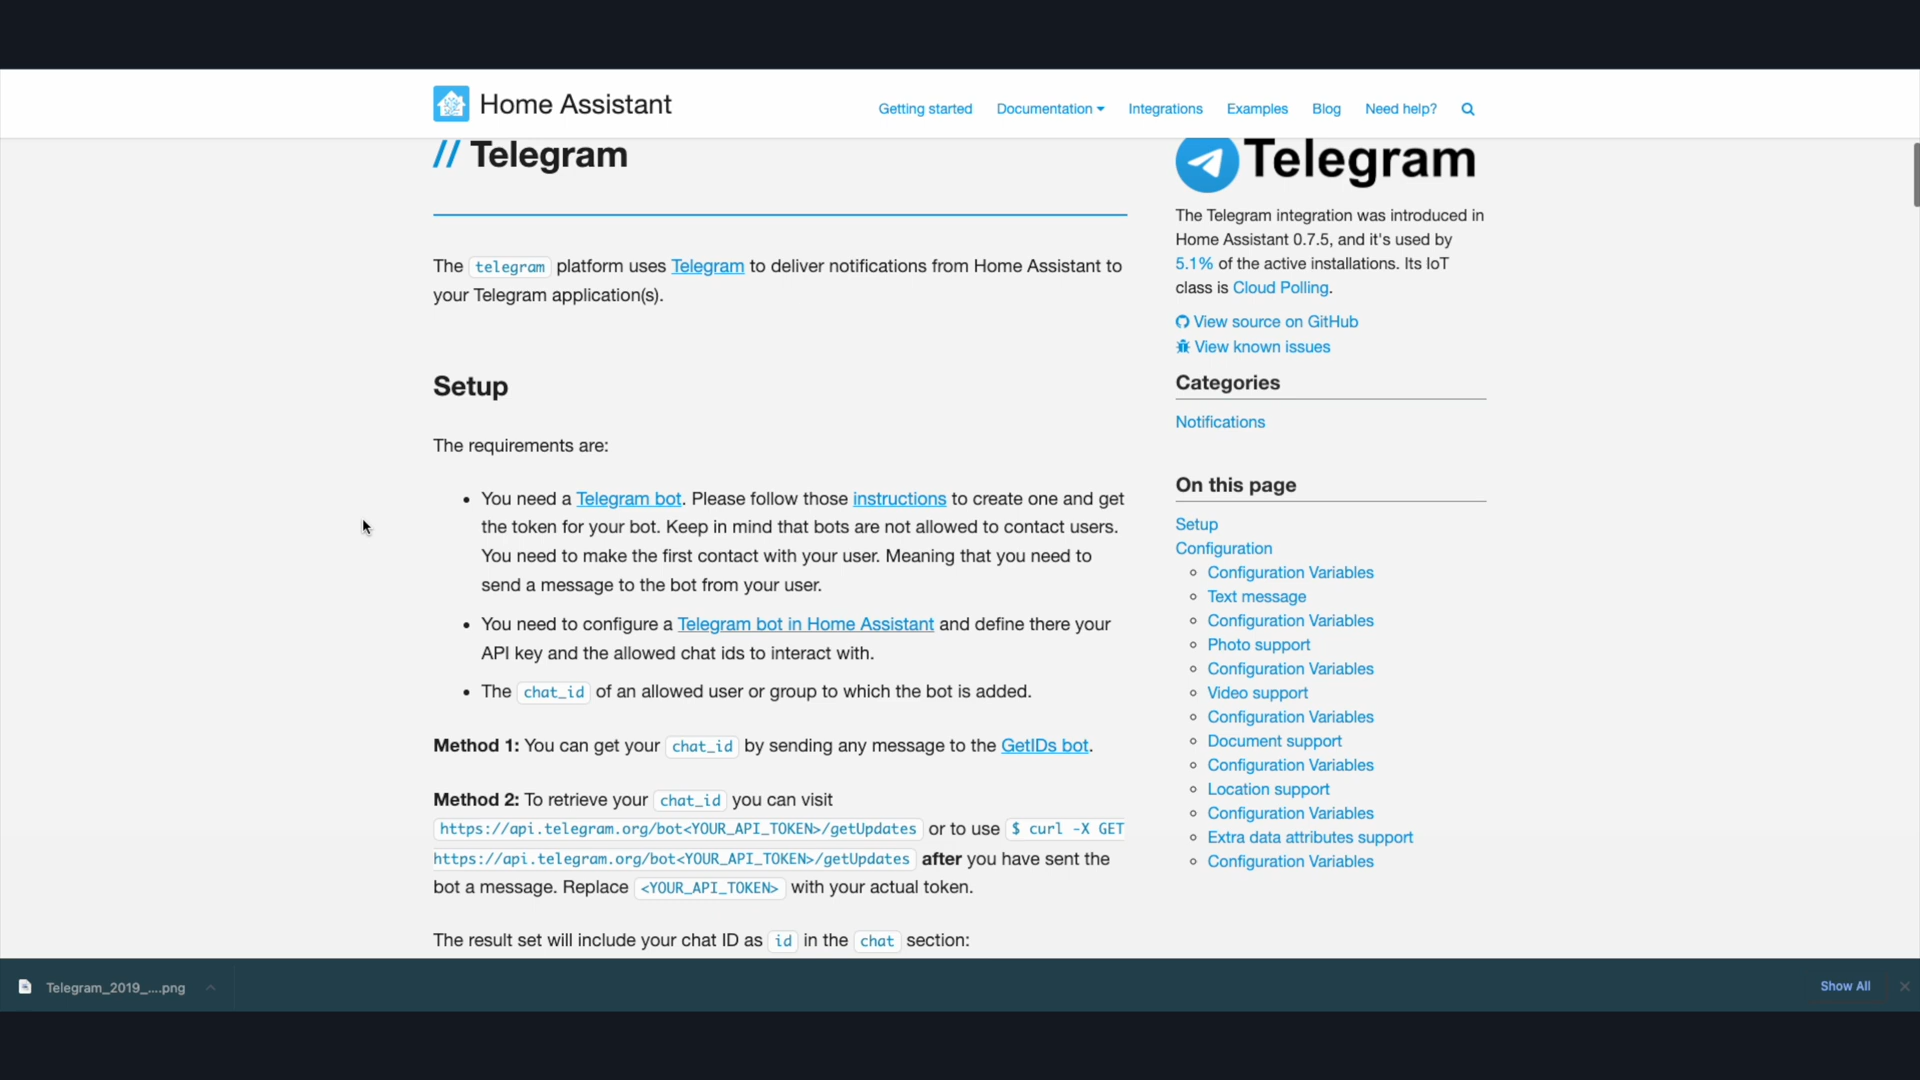 Home Assistant
Getting started Documentation Integrations Examples Blog Need help?
// Telegram
The telegram platform uses Telegram to deliver notifications from Home Assistant to
your Telegram application(s).
Setup
The requirements are:
• You need a Telegram bot. Please follow those instructions to create one and get
the token for your bot. Keep in mind that bots are not allowed to contact users.
You need to make the first contact with your user. Meaning that you need to
send a message to the bot from your user.
• You need to configure a Telegram bot in Home Assistant and define there your
API key and the allowed chat ids to interact with.
• The chat_id of an allowed user or group to which the bot is added.
Method 1: You can get your chat_id by sending any message to the GetIDs bot.
Method 2: To retrieve your chat_id you can visit
https://api.telegram.org/bot<YOUR_API_TOKEN>/getUpdates or to use $ curl -X GET
https://api.telegram.org/bot<YOUR_API_TOKEN>/getUpdates after you have sent the
bot a message. Replace <YOUR_API_TOKEN> with your actual token.
The result set will include your chat ID as id in the chat section:
Telegram
The Telegram integration was introduced in
Home Assistant 0.7.5, and it's used by
5.1% of the active installations. Its IoT
class is Cloud Polling.
View source on GitHub
View known issues
Categories
Notifications
On this page
Setup
Configuration
Configuration Variables
Text message
Configuration Variables
Photo support
Configuration Variables
Video support
Configuration Variables
Document support
Configuration Variables
Location support
Configuration Variables
Extra data attributes support
Configuration Variables
Telegram_2019_....png
Show All